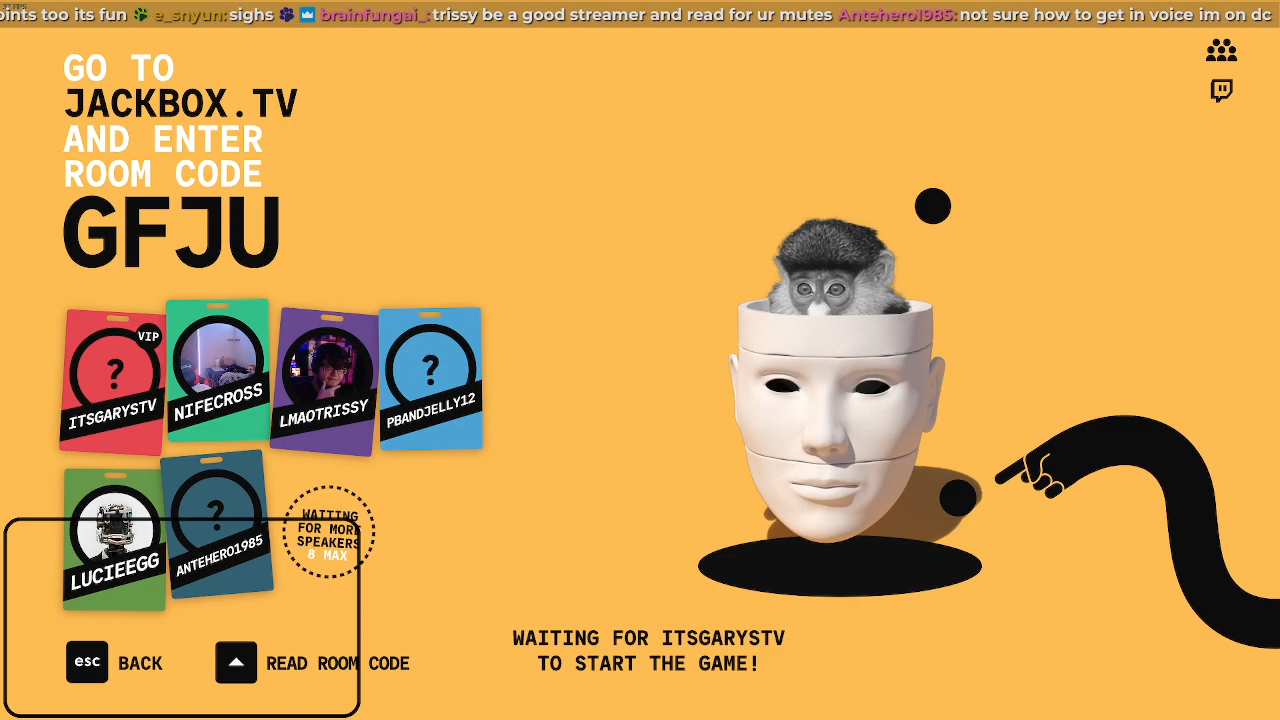 oints too its fun e_snyun: sighs brainfungai_: trissy be a good streamer and read for ur mutes Antehero1985: not sure how to get in voice im on dc
GO TO
JACKBOX.TV
AND ENTER
ROOM CODE
GFJU
VIP
?
ITSGARYSTV
NIFECROSS
LMAOTRISSY
?
PBANDJELLY12
LUCIEEGG
?
ANTEHERO1985
WAITING
FOR MORE
SPEAKERS
8 MAX
WAITING FOR ITSGARYSTV
TO START THE GAME!
esc BACK
READ ROOM CODE